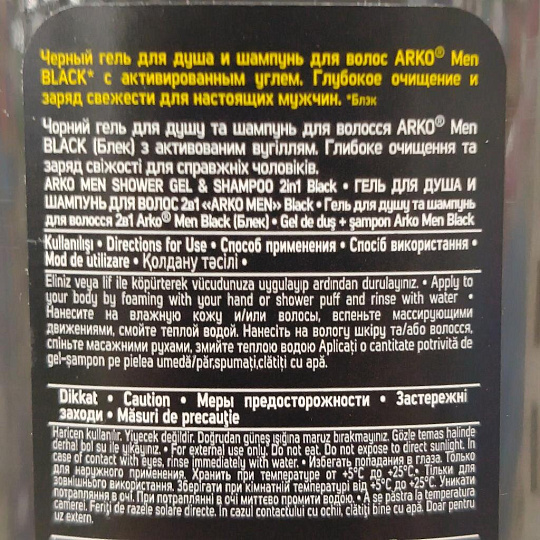 Черный гель для душа и шампунь для волос ARKO® Men
BLACK* с активированным углем. Глубокое очищение и
заряд свежести для настоящих мужчин. *Блэк
Чорний гель для душу та шампунь для волосся ARKO® Men
BLACK (Блек) з активованим вугіллям. Глибоке очищення та
заряд свіжості для справжніх чоловіків.
ARKO MEN SHOWER GEL & SHAMPOO 2in1 Black • ГЕЛЬ ДЛЯ ДУША И
ШАМПУНЬ ДЛЯ ВОЛОС 2в1 «ARKO MEN» Black • Гель для душу та шампунь
для волосся 2в1 Arko® Men Black (Блек) • Gel de duș + șampon Arko Men Black
Kullanılışı • Directions for Use • Способ применения • Спосіб використання •
Mod de utilizare • Қолдану тәсілі •
Eliniz veya lif ile köpürterek vücudunuza uygulayıp ardından durulayınız. • Apply to
your body by foaming with your hand or shower puff and rinse with water •
Нанесите на влажную кожу и/или волосы, вспеньте массирующими
движениями, смойте теплой водой. Нанесіть на вологу шкіру та/або волосся,
спіньте масажними рухами, змийте теплою водою Aplicați o cantitate potrivită de
gel-șampon pe pielea umedă/păr,spumați,clătiți cu apă.
Dikkat • Caution • Меры предосторожности • Застережні
заходи • Măsuri de precauție
Haricen kullanılır. Yiyecek değildir. Doğrudan güneş ışığına maruz bırakmayınız. Gözle temas halinde
derhal bol su ile yıkayınız. • For external use only. Do not eat. Do not expose to direct sunlight. In
case of contact with eyes, rinse immediately with water. • Избегать попадания в глаза. Только
для наружного применения. Хранить при температуре от +5°C до +25°C• Тільки для
зовнішнього використання. Зберігати при кімнатній температурі від +5°C до +25°C. Уникати
потрапляння в очі. При потраплянні в очі миттєво промити водою. • A se păstra la temperatura
camerei. Feriți de razele solare directe. In cazul contactului cu ochii, clătiți bine cu apă. Doar pentru
uz extern.